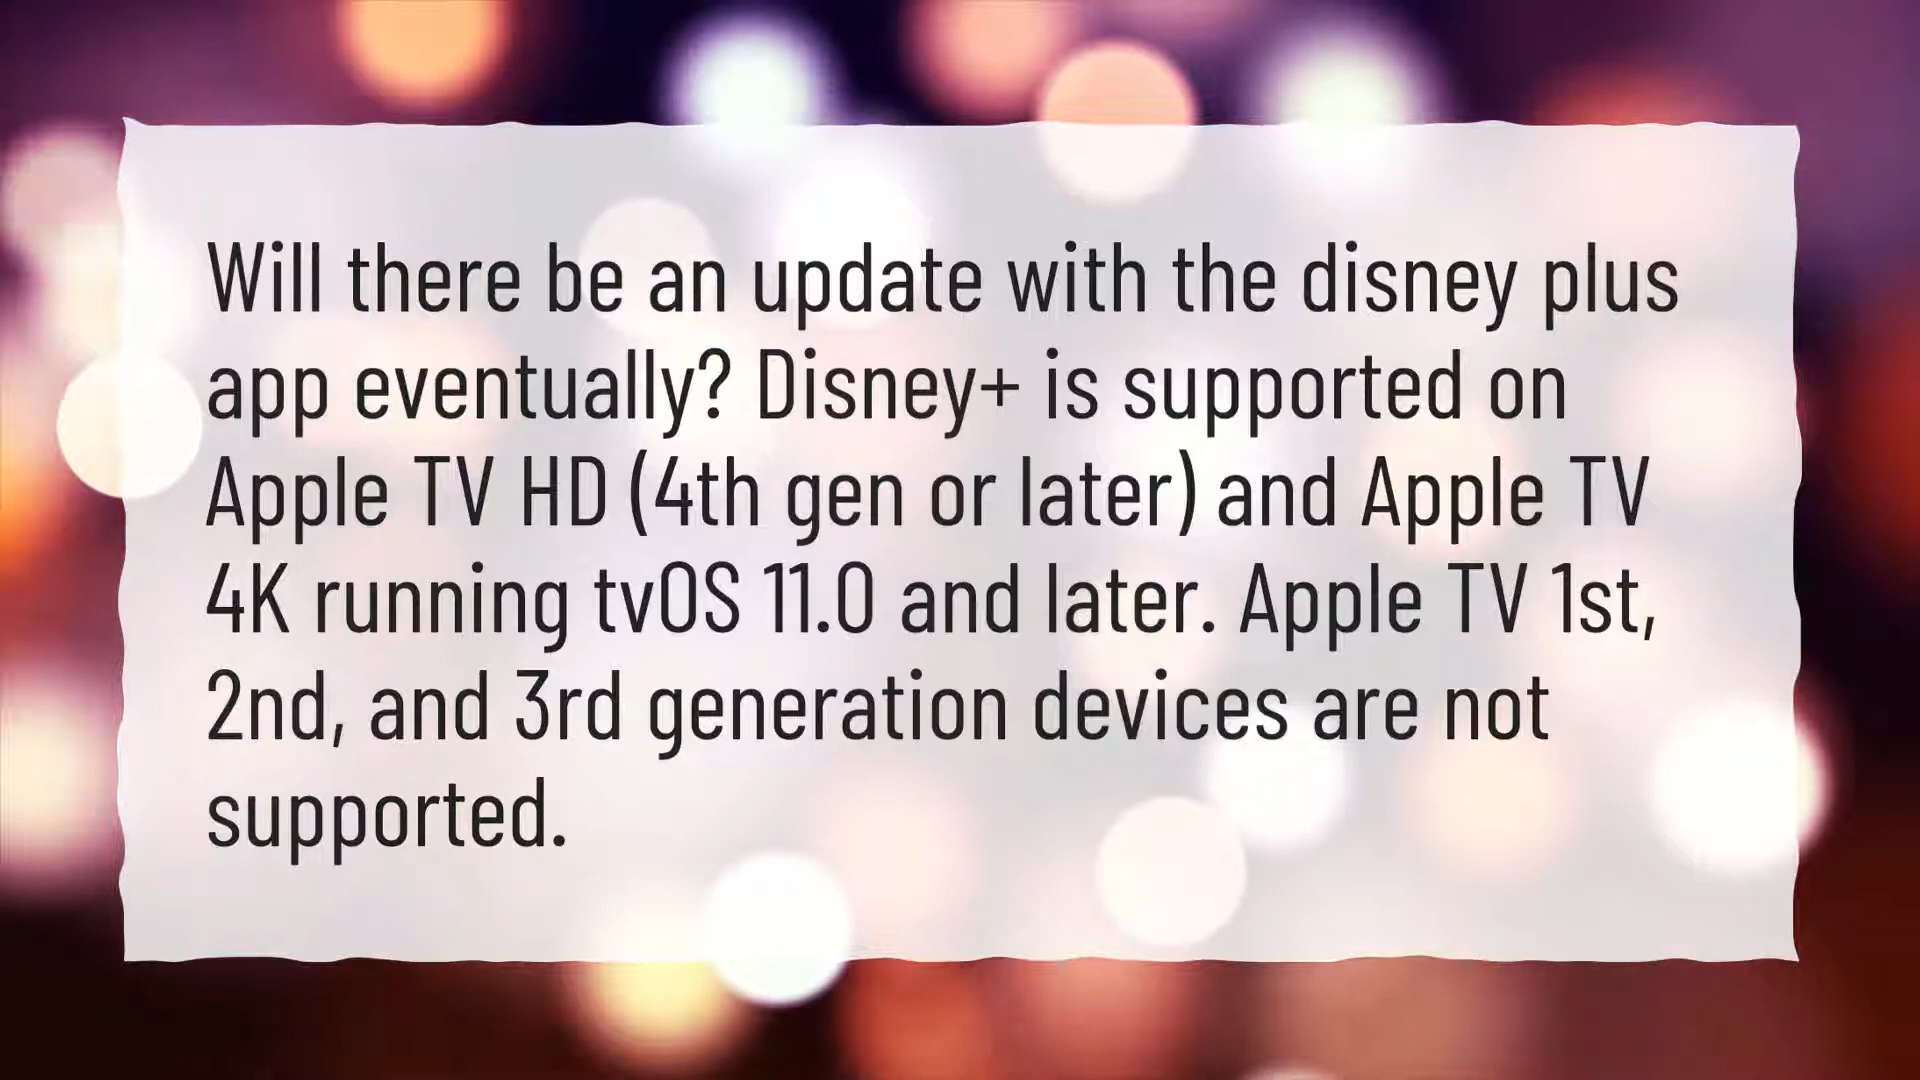 Will there be an update with the disney plus
app eventually? Disney+ is supported on
Apple TV HD (4th gen or later) and Apple TV
4K running tvOS 11.0 and later. Apple TV 1st,
2nd, and 3rd generation devices are not
supported.